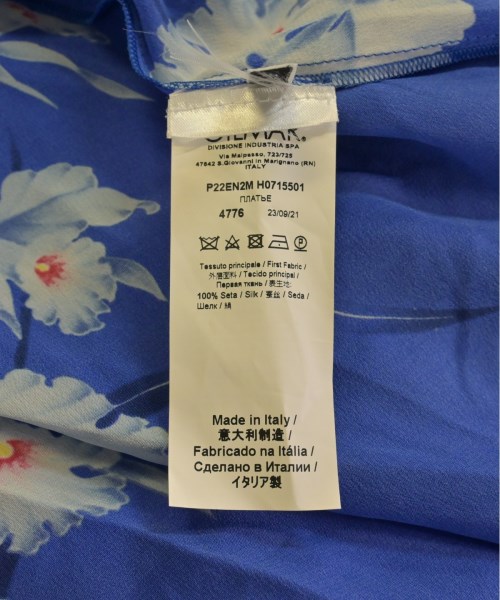 GILMAR®
DIVISIONE INDUSTRIA SPA
Via Malpasso, 723/725
47842 S.Giovanni in Marignano (RN)
ITALY
P22EN2M H0715501
ПЛАТЬЕ
4776 23/09/21
P
Tessuto principale / First Fabric /
外层面料 / Tecido principal /
Первая ткань / 表生地:
100% Seta / Silk / 蚕丝 / Seda /
Шелк / 絹
Made in Italy /
意大利制造 /
Fabricado na Itália /
Сделано в Италии /
イタリア製